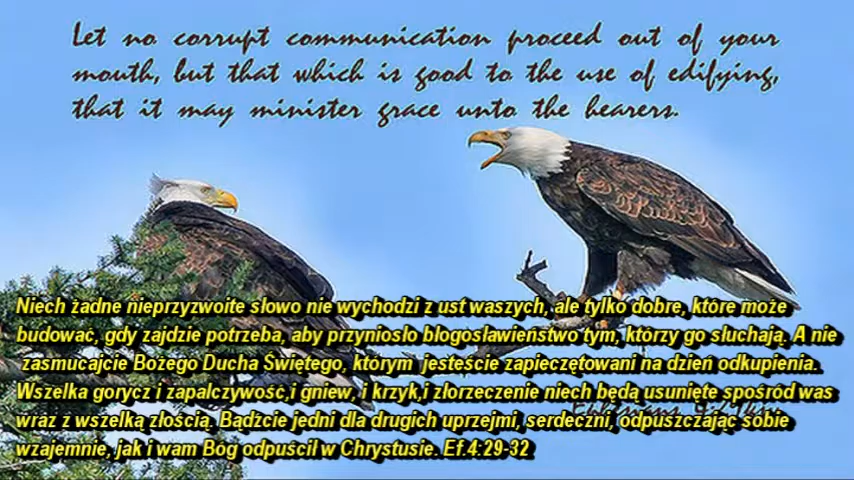 Let no corrupt communication proceed out of your
mouth, but that which is good to the use of edifying,
that it may minister grace unto the hearers.
Niech żadne nieprzyzwoite słowo nie wychodzi z ust waszych, ale tylko dobre, które może
budować, gdy zajdzie potrzeba, aby przyniosło błogosławieństwo tym, którzy go słuchają. A nie
zasmucajcie Bożego Ducha Świętego, którym jesteście zapieczętowani na dzień odkupienia.
Wszelka gorycz i zapalczywość,i gniew, i krzyk,i złorzeczenie niech będą usunięte spośród was
Ephesians
wraz z wszelką złością. Bądźcie jedni dla drugich uprzejmi, serdeczni, odpuszczając sobie
wzajemnie, jak i wam Bóg odpuścił w Chrystusie. Ef.4:29-32